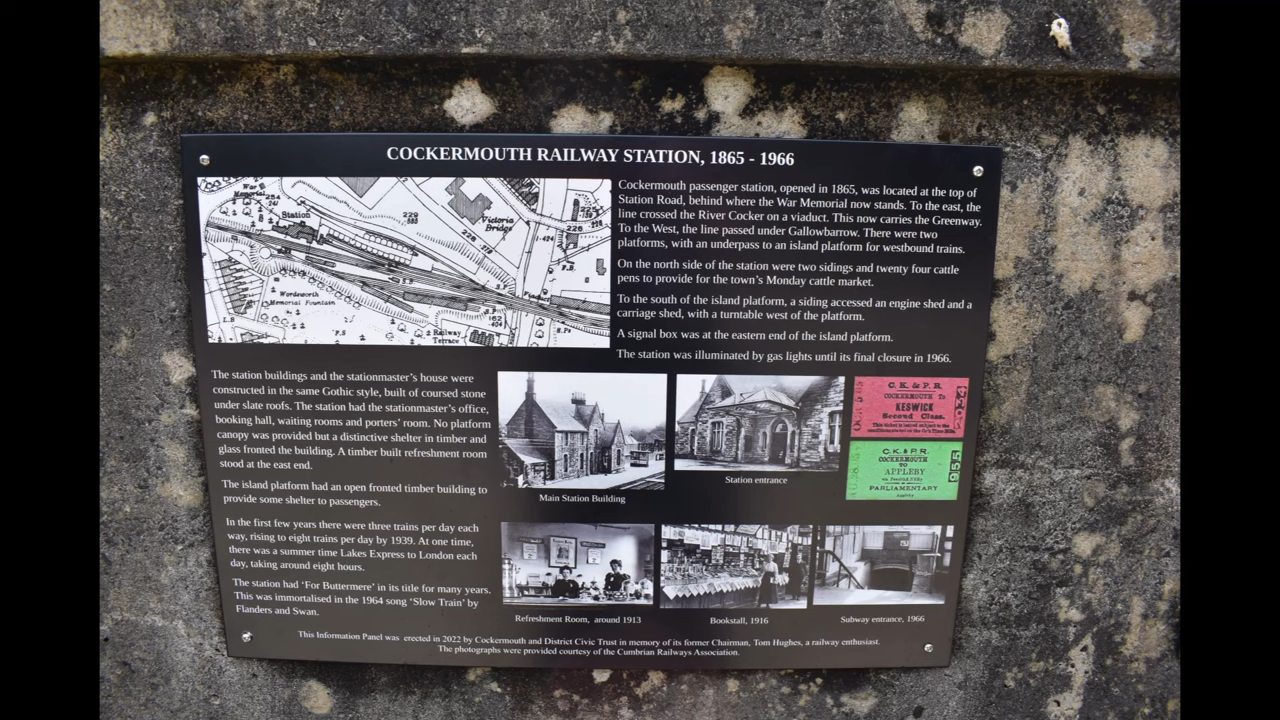 COCKERMOUTH RAILWAY STATION, 1865 - 1966
War
Memorial
Station
254
·241
229
·585
Victoria
Bridge
228
226
Viaduct
F.B.
S.P
S.P
162
·404
Wordsworth
Memorial Fountain
L.B
F.S
Railway
Terrace
Cockermouth passenger station, opened in 1865, was located at the top of
Station Road, behind where the War Memorial now stands. To the east, the
line crossed the River Cocker on a viaduct. This now carries the Greenway.
To the West, the line passed under Gallowbarrow. There were two
platforms, with an underpass to an island platform for westbound trains.
On the north side of the station were two sidings and twenty four cattle
pens to provide for the town's Monday cattle market.
To the south of the island platform, a siding accessed an engine shed and a
carriage shed, with a turntable west of the platform.
A signal box was at the eastern end of the island platform.
The station was illuminated by gas lights until its final closure in 1966.
The station buildings and the stationmaster's house were
constructed in the same Gothic style, built of coursed stone
under slate roofs. The station had the stationmaster's office,
booking hall, waiting rooms and porters' room. No platform
canopy was provided but a distinctive shelter in timber and
glass fronted the building. A timber built refreshment room
stood at the east end.
The island platform had an open fronted timber building to
provide some shelter to passengers.
In the first few years there were three trains per day each
way, rising to eight trains per day by 1939. At one time,
there was a summer time Lakes Express to London each
day, taking around eight hours.
The station had 'For Buttermere' in its title for many years.
This was immortalised in the 1964 song 'Slow Train' by
Flanders and Swan.
Main Station Building
Station entrance
C. K. & P. R.
COCKERMOUTH To
KESWICK
Second Class.
C. K. & P. R.
COCKERMOUTH
TO
APPLEBY
PARLIAMENTARY
Appleby
955
Refreshment Room, around 1913
Bookstall, 1916
Subway entrance, 1966
This Information Panel was erected in 2022 by Cockermouth and District Civic Trust in memory of its former Chairman, Tom Hughes, a railway enthusiast.
The photographs were provided courtesy of the Cumbrian Railways Association.